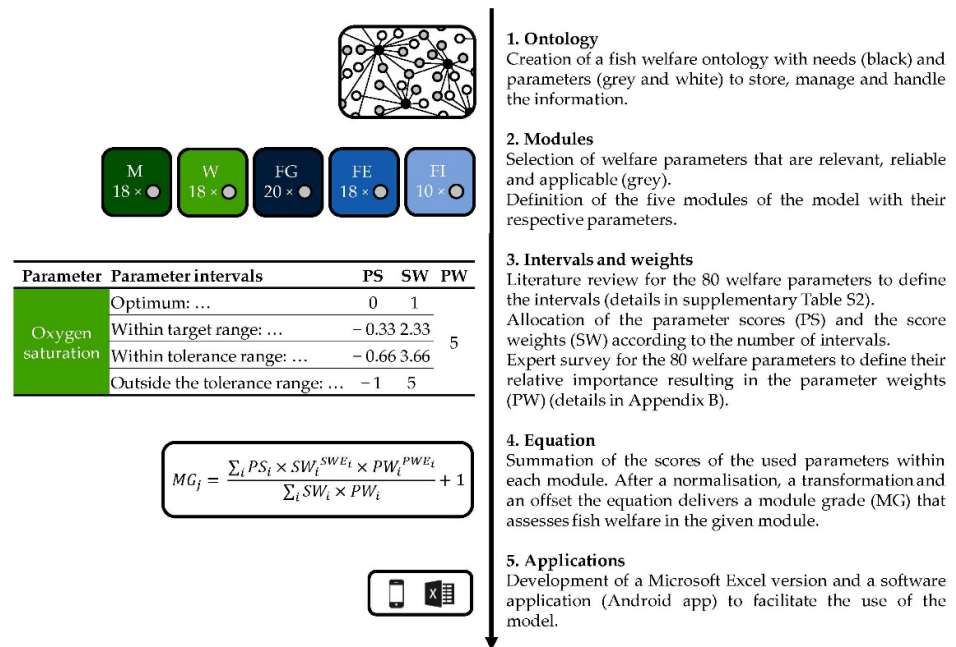 1. Ontology
Creation of a fish welfare ontology with needs (black) and
parameters (grey and white) to store, manage and handle
the information.
M
18 ×
W
18 ×
FG
20 ×
FE
18 ×
FI
10 ×
2. Modules
Selection of welfare parameters that are relevant, reliable
and applicable (grey).
Definition of the five modules of the model with their
respective parameters.
Parameter Parameter intervals PS SW PW
Oxygen saturation
Optimum: … 0 1
Within target range: … − 0.33 2.33
Within tolerance range: … − 0.66 3.66
Outside the tolerance range: … − 1 5
5
3. Intervals and weights
Literature review for the 80 welfare parameters to define
the intervals (details in supplementary Table S2).
Allocation of the parameter scores (PS) and the score
weights (SW) according to the number of intervals.
Expert survey for the 80 welfare parameters to define their
relative importance resulting in the parameter weights
(PW) (details in Appendix B).
MG_j = ∑_i PS_i × SW_i^{SWE_i} × PW_i^{PWE_i} / ∑_i SW_i × PW_i + 1
4. Equation
Summation of the scores of the used parameters within
each module. After a normalisation, a transformation and
an offset the equation delivers a module grade (MG) that
assesses fish welfare in the given module.
X
5. Applications
Development of a Microsoft Excel version and a software
application (Android app) to facilitate the use of the
model.